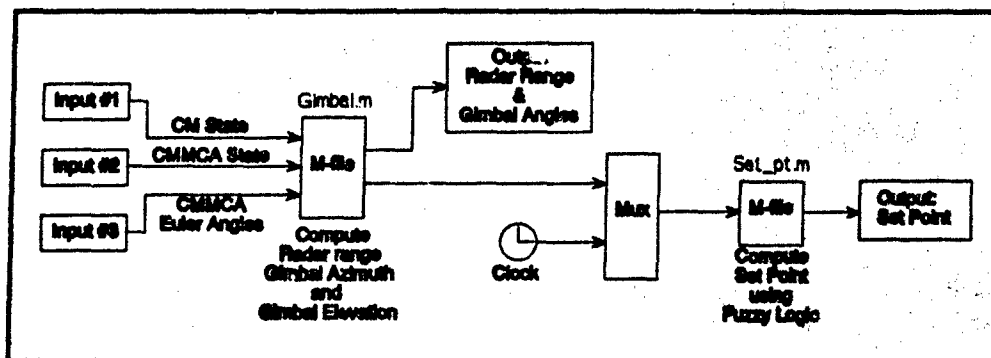 Input #1
CM State
Input #2
CMMCA State
Input #3
CMMCA
Euler Angles
Gimbal.m
M-file
Compute
Radar range
Gimbal Azimuth
and
Gimbal Elevation
Radar Range
&
Gimbal Angles
Clock
Mux
Set_pt.m
M-file
Compute
Set Point
using
Fuzzy Logic
Output:
Set Point